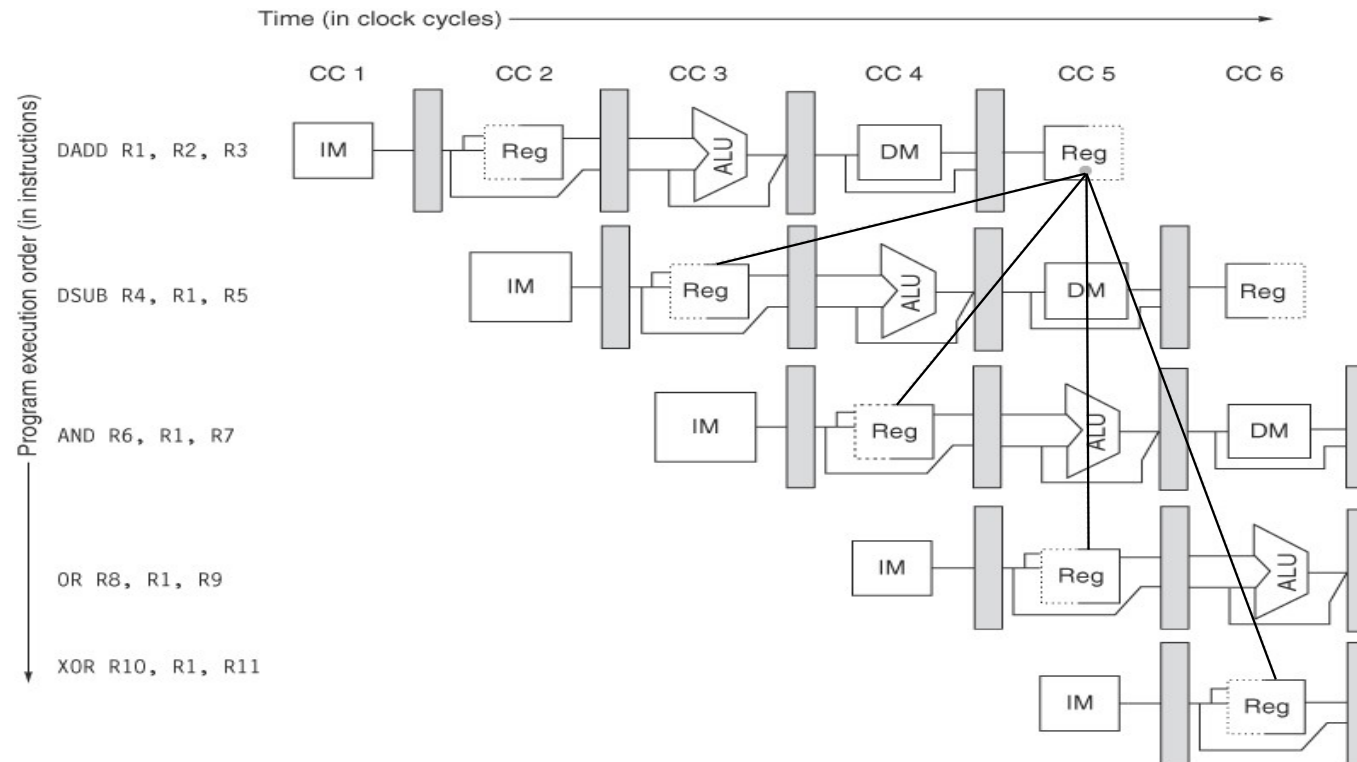 Time (in clock cycles)
CC 1 CC 2 CC 3 CC 4 CC 5 CC 6
Program execution order (in instructions)
DADD R1, R2, R3 IM Reg ALU DM Reg
DSUB R4, R1, R5 IM Reg ALU DM Reg
AND R6, R1, R7 IM Reg ALU DM
OR R8, R1, R9 IM Reg ALU
XOR R10, R1, R11 IM Reg